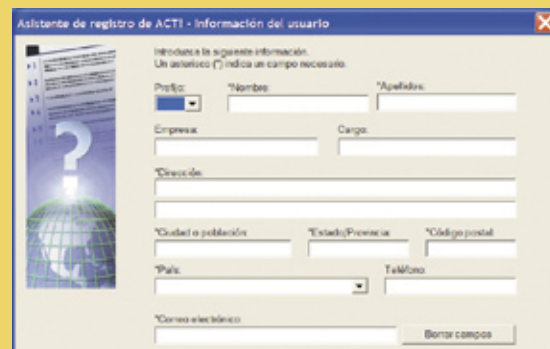 Asistente de registro de ACT! - Información del usuario
Introduzca la siguiente información.
Un asterisco (*) indica un campo necesario.
Prefijo: *Nombre: *Apellidos:
Empresa: Cargo:
*Dirección:
*Ciudad o población: *Estado/Provincia: *Código postal:
*País: Teléfono:
*Correo electrónico:
Borrar campos